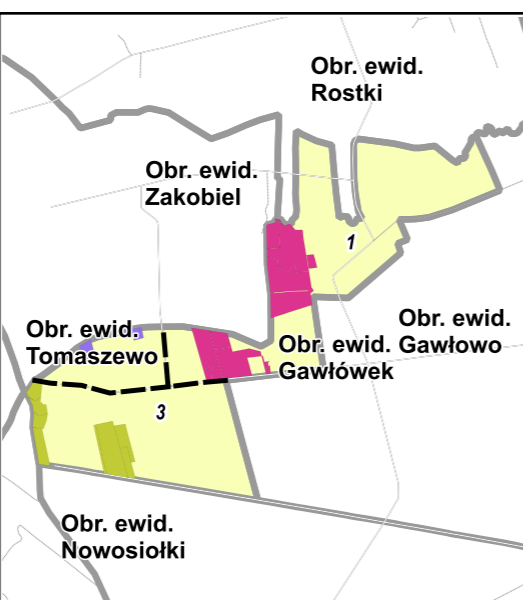 Obr. ewid.
Rostki
Obr. ewid.
Zakobiel
1
Obr. ewid.
Tomaszewo
Obr. ewid.
Gawłówek
Obr. ewid.
Gawłowo
3
Obr. ewid.
Nowosiołki